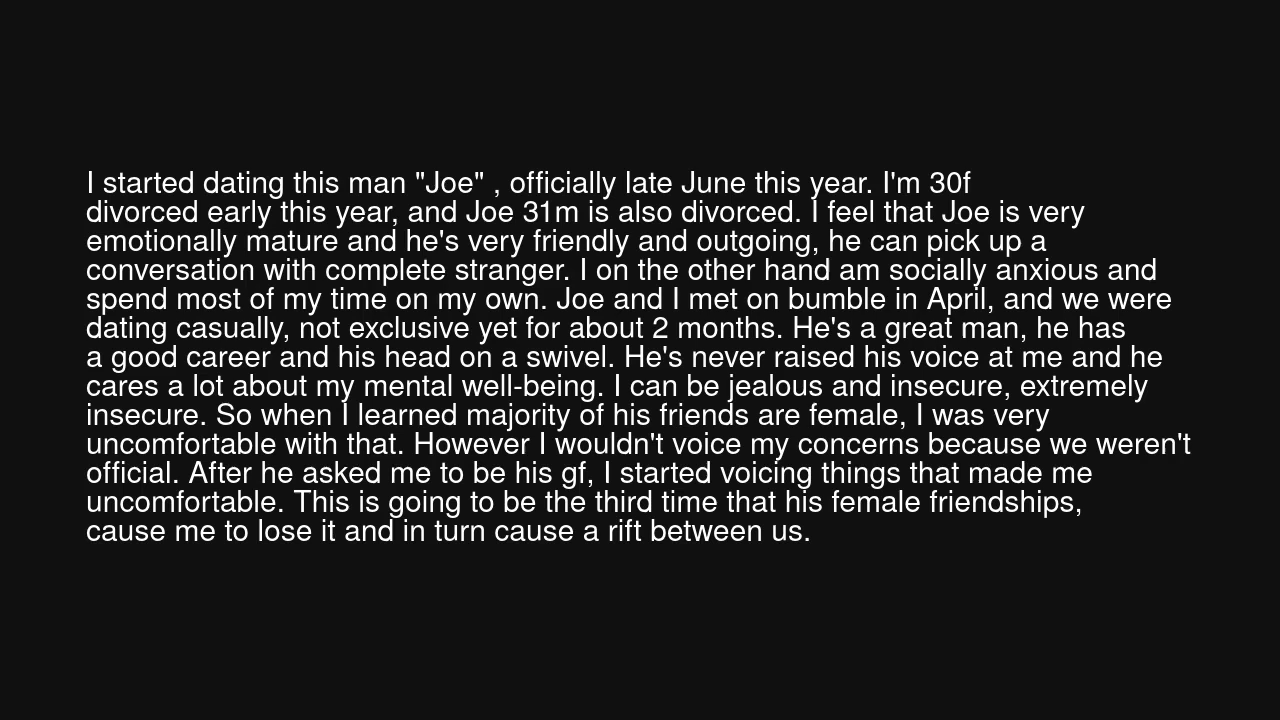 I started dating this man "Joe" , officially late June this year. I'm 30f
divorced early this year, and Joe 31m is also divorced. I feel that Joe is very
emotionally mature and he's very friendly and outgoing, he can pick up a
conversation with complete stranger. I on the other hand am socially anxious and
spend most of my time on my own. Joe and I met on bumble in April, and we were
dating casually, not exclusive yet for about 2 months. He's a great man, he has
a good career and his head on a swivel. He's never raised his voice at me and he
cares a lot about my mental well-being. I can be jealous and insecure, extremely
insecure. So when I learned majority of his friends are female, I was very
uncomfortable with that. However I wouldn't voice my concerns because we weren't
official. After he asked me to be his gf, I started voicing things that made me
uncomfortable. This is going to be the third time that his female friendships,
cause me to lose it and in turn cause a rift between us.